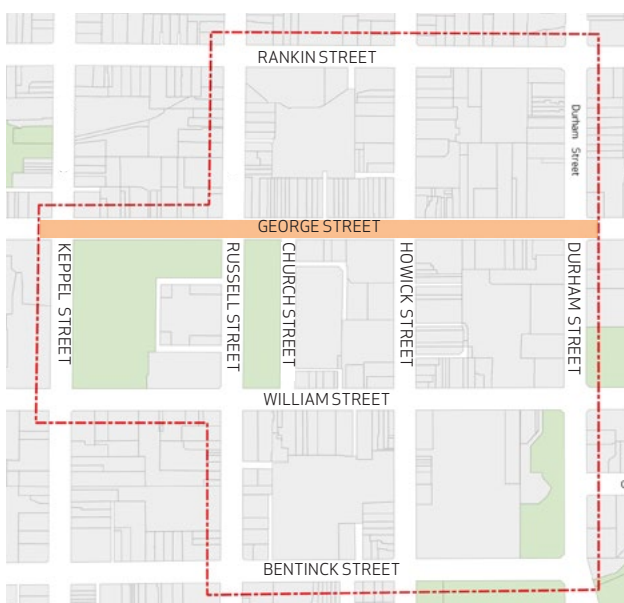 RANKIN STREET
Durham Street
GEORGE STREET
KEPPEL STREET
RUSSELL STREET
CHURCH STREET
HOWICK STREET
DURHAM STREET
WILLIAM STREET
BENTINCK STREET